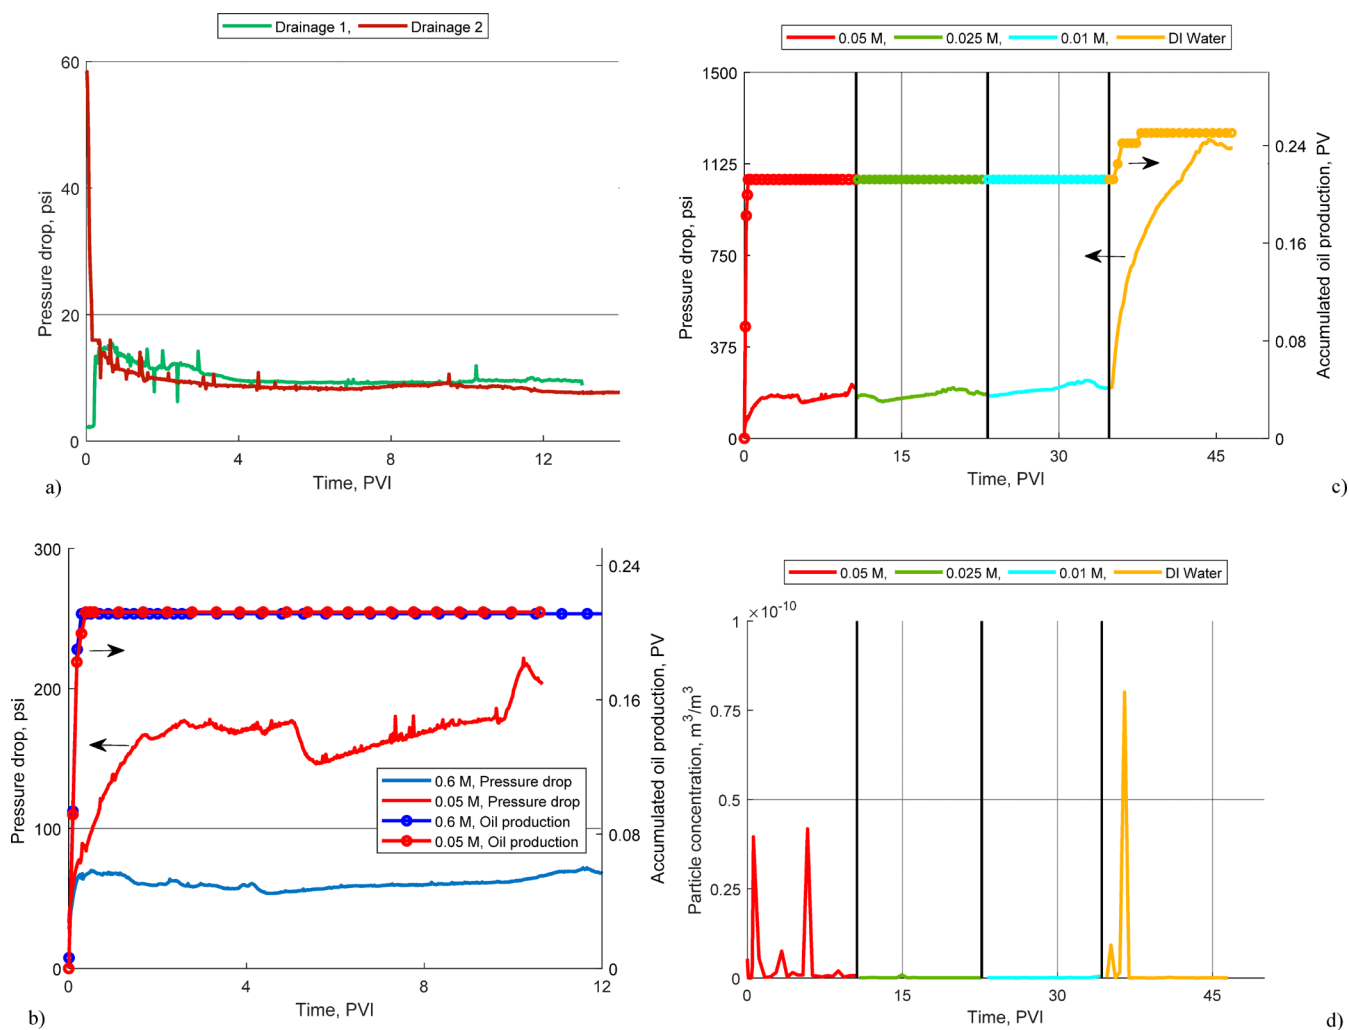 Drainage 1, Drainage 2
60
40
20
0
Pressure drop, psi
0 4 8 12
Time, PVI
a)
0.05 M, 0.025 M, 0.01 M, DI Water
1500
1125
750
375
0
Pressure drop, psi
0.24
0.16
0.08
0
Accumulated oil production, PV
0 15 30 45
Time, PVI
c)
300
200
100
0
Pressure drop, psi
0.24
0.16
0.08
0
Accumulated oil production, PV
0.6 M, Pressure drop
0.05 M, Pressure drop
0.6 M, Oil production
0.05 M, Oil production
0 4 8 12
Time, PVI
b)
0.05 M, 0.025 M, 0.01 M, DI Water
×10⁻¹⁰
1
0.75
0.5
0.25
0
Particle concentration, m³/m³
0 15 30 45
Time, PVI
d)